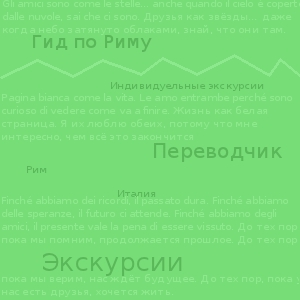 Gli amici sono come le stelle... anche quando il cielo è coperto
dalle nuvole, sai che ci sono. Друзья как звёзды... даже
когда небо затянуто облаками, знай, что они там.
Гид по Риму
Индивидуальные экскурсии
Pagina bianca come la vita. Le amo entrambe perché sono
curioso di vedere come va a finire. Жизнь как белая
страница. Я их люблю обеих, потому что мне
интересно, чем всё это закончится
Переводчик
Рим
Италия
Finché abbiamo dei ricordi, il passato dura. Finché abbiamo
delle speranze, il futuro ci attende. Finché abbiamo degli
amici, il presente vale la pena di essere vissuto. До тех пор,
пока мы помним, продолжается прошлое. До тех пор
Экскурсии
пока мы верим, нас ждёт будущее. До тех пор, пока
нас есть друзья, хочется жить.